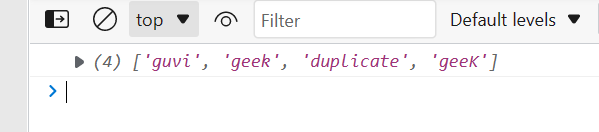 top ▼ Filter Default levels ▼
▶ (4) ['guvi', 'geek', 'duplicate', 'geeK']
>